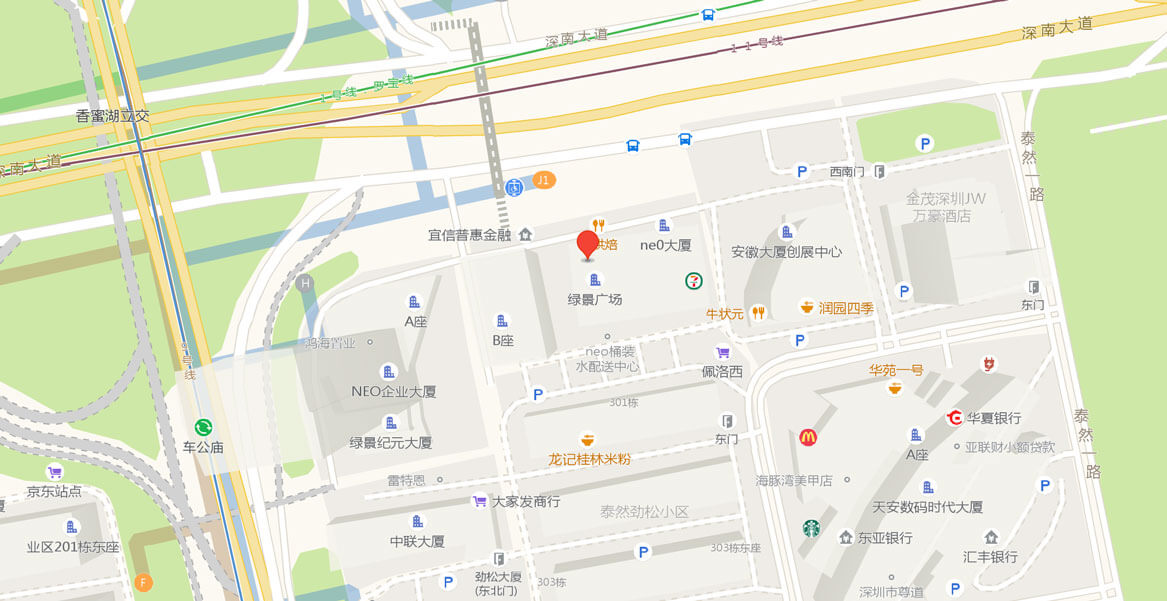 深南大道
11号线
深南大道
1号线·罗宝线
香蜜湖立交
深南大道
泰然一路
J1
P
P
西南门
金茂深圳JW
万豪酒店
宜信普惠金融
烘焙
ne0大厦
安徽大厦创展中心
H
绿景广场
7
P
东门
A座
牛状元
润园四季
B座
鸿海置业
neo桶装
水配送中心
P
9号线
佩洛西
华苑一号
NEO企业大厦
P
301栋
华夏银行
泰然一路
车公庙
绿景纪元大厦
东门
A座
亚联财小额贷款
龙记桂林米粉
京东站点
雷特恩
海豚湾美甲店
P
大家发商行
泰然劲松小区
天安数码时代大厦
厦
业区201栋东座
中联大厦
303栋东座
东亚银行
汇丰银行
P
劲松大厦
(东北门)
F
P
303栋
深圳市尊道
P